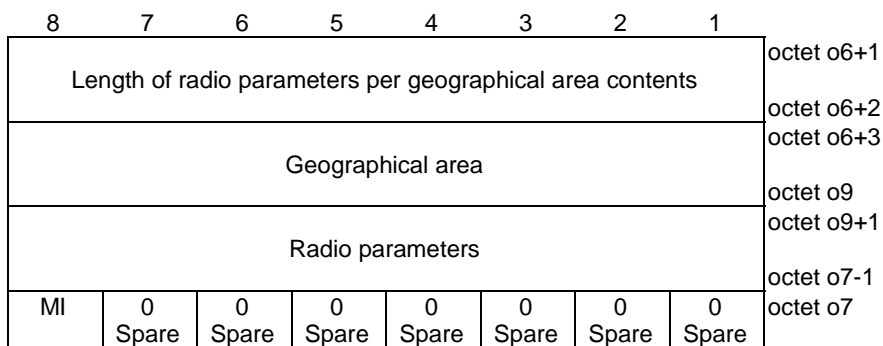 8 7 6 5 4 3 2 1
octet o6+1
Length of radio parameters per geographical area contents
octet o6+2
octet o6+3
Geographical area
octet o9
octet o9+1
Radio parameters
octet o7-1
MI 0 0 0 0 0 0 0 octet o7
Spare Spare Spare Spare Spare Spare Spare